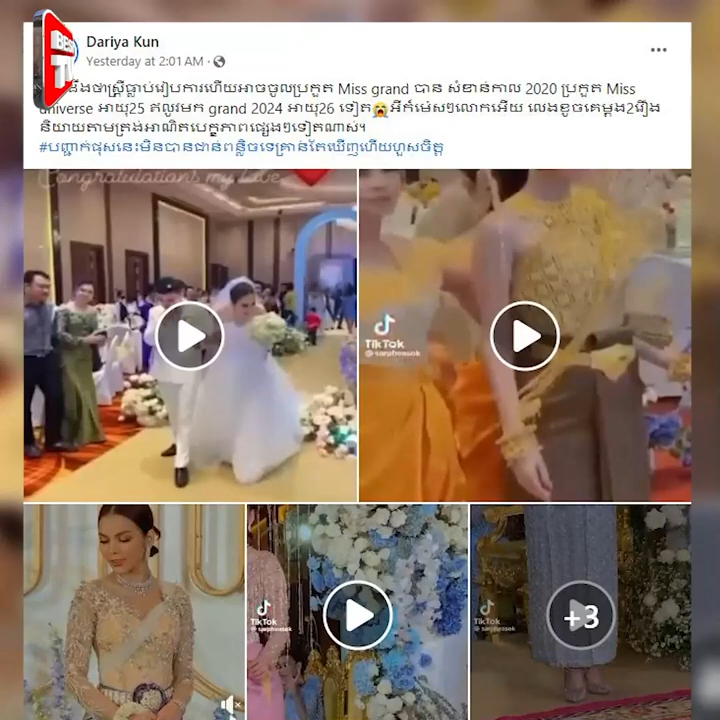 BEST
TV
Dariya Kun
Yesterday at 2:01 AM ·
នឹងថាស្រ្តីធ្លាប់រៀបការហើយអាចចូលប្រកួត Miss grand បាន សំខាន់កាល 2020 ប្រកួត Miss
universe អាយុ25 ឥលូវមក grand 2024 អាយុ26 ទៀត😭អីក៏ម៉េសៗលោកអើយ លេងខូចគេម្ដង2រឿង
និយាយតាមត្រង់អាណិតបេក្ខភាពផ្សេងៗទៀតណាស់។
#បញ្ជាក់ផុសនេះមិនបានជាន់ពន្លិចទេគ្រាន់តែឃើញហើយហួសចិត្ត
Congratulations my Love
TikTok
TikTok
TikTok
+3